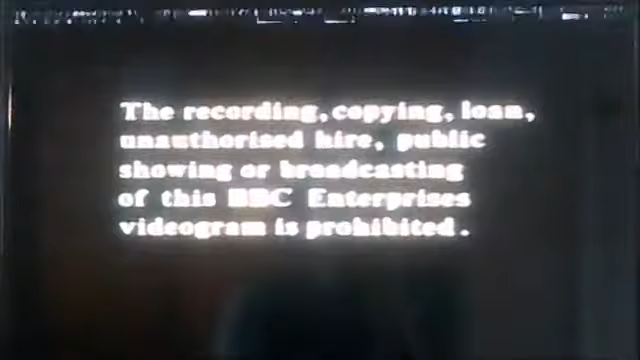 The recording, copying, loan,
unauthorised hire, public
showing or broadcasting
of this BBC Enterprises
videogram is prohibited.